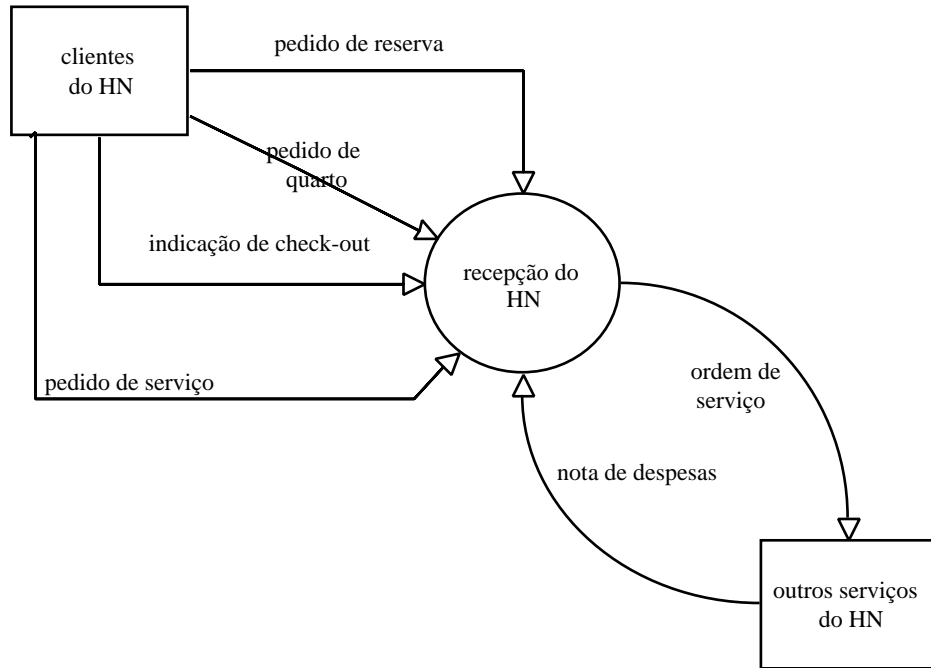 clientes
do HN
pedido de reserva
pedido de
quarto
indicação de check-out
recepção do
HN
pedido de serviço
ordem de
serviço
nota de despesas
outros serviços
do HN